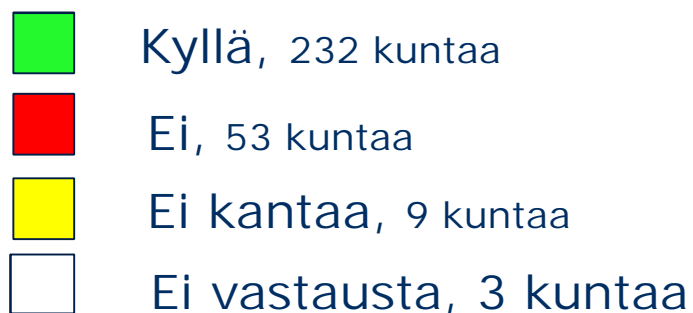 Kyllä, 232 kuntaa
Ei, 53 kuntaa
Ei kantaa, 9 kuntaa
Ei vastausta, 3 kuntaa